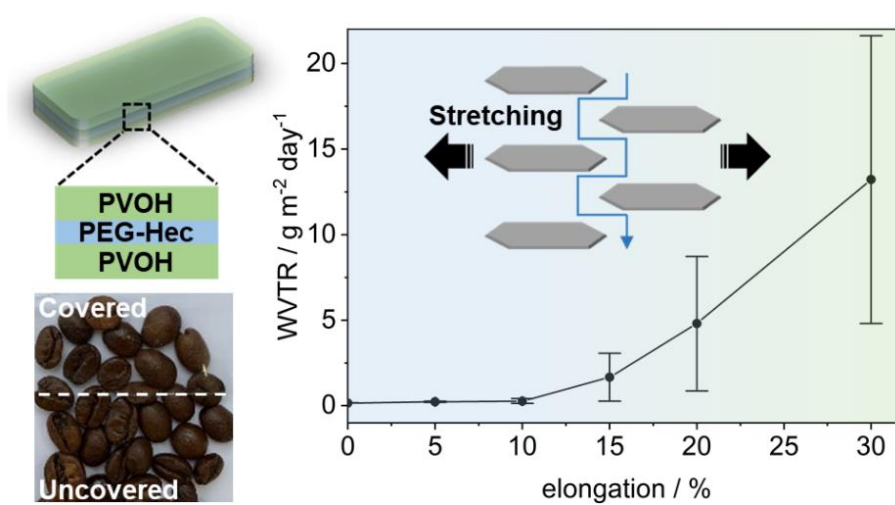 PVOH
PEG-Hec
PVOH
Covered
Uncovered
Stretching
WVTR / g m⁻² day⁻¹
20
15
10
5
0
0 5 10 15 20 25 30
elongation / %